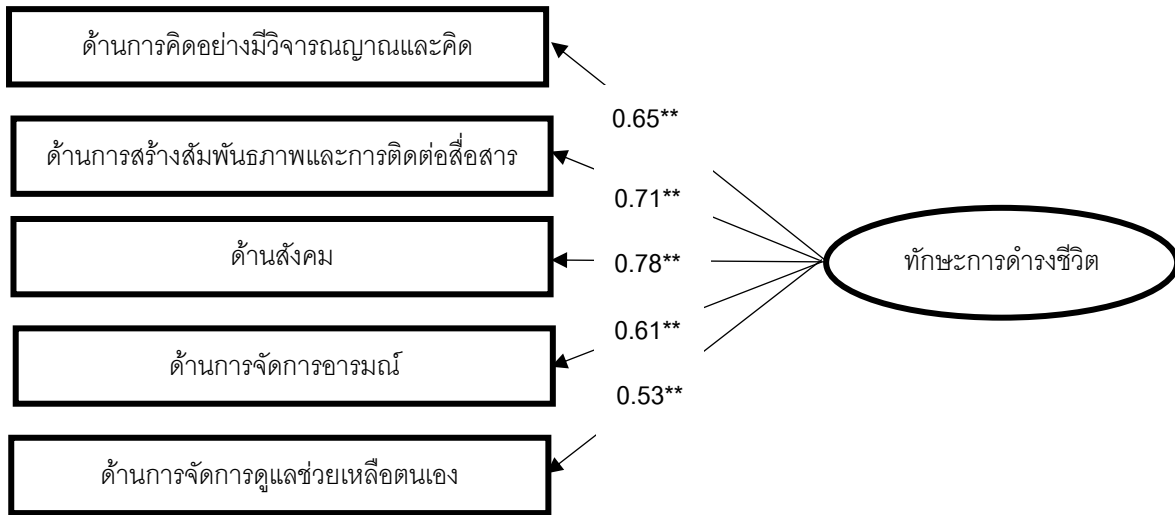 ด้านการคิดอย่างมีวิจารณญาณและคิด
0.65**
ด้านการสร้างสัมพันธภาพและการติดต่อสื่อสาร
0.71**
ด้านสังคม
0.78**
ทักษะการดำรงชีวิต
0.61**
ด้านการจัดการอารมณ์
0.53**
ด้านการจัดการดูแลช่วยเหลือตนเอง